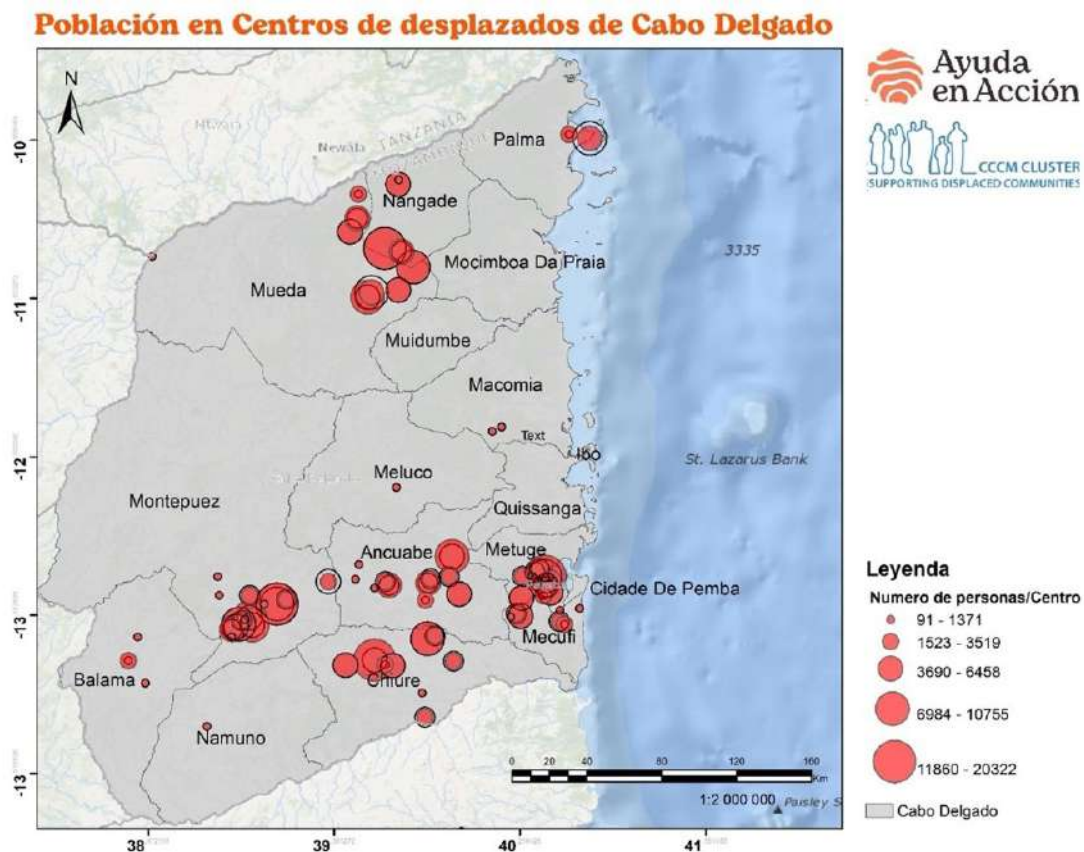 Población en Centros de desplazados de Cabo Delgado
N
Ayuda
en Acción
CCCM CLUSTER
SUPPORTING DISPLACED COMMUNITIES
TANZANIA
Newala
Palma
Nangade
Mocimboa Da Praia
3335
Mueda
Muidumbe
Macomia
Text
Ibo
St. Lazarus Bank
Meluco
Montepuez
Quissanga
Ancuabe
Metuge
Cidade De Pemba
Mecufi
Balama
Chiure
Namuno
-10
-11
-12
-13
-13
38
39
40
41
0 20 40 80 120 160
Km
1:2 000 000
Paisley S
Leyenda
Numero de personas/Centro
91 - 1371
1523 - 3519
3690 - 6458
6984 - 10755
11860 - 20322
Cabo Delgado